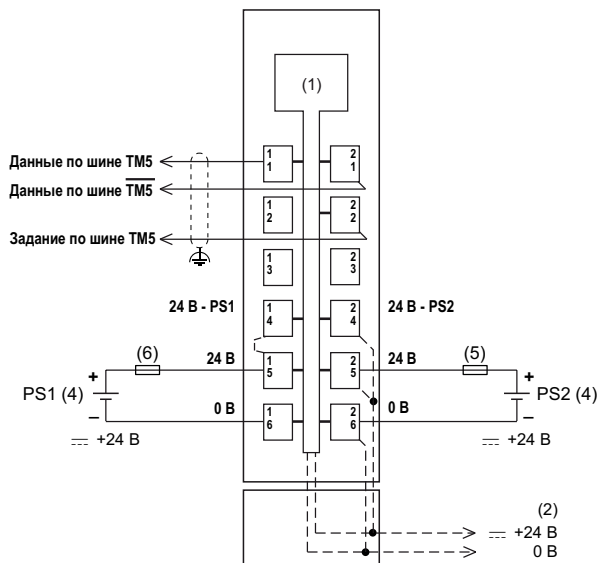 (1)
Данные по шине TM5
1
1
2
1
Данные по шине TM5
1
2
2
2
Задание по шине TM5
1
3
2
3
24 В - PS1
1
4
2
4
24 В - PS2
(6)
24 В
1
5
2
5
24 В
(5)
+
PS1 (4)
–
+
PS2 (4)
–
0 В
1
6
2
6
0 В
+24 В
+24 В
(2)
+24 В
0 В